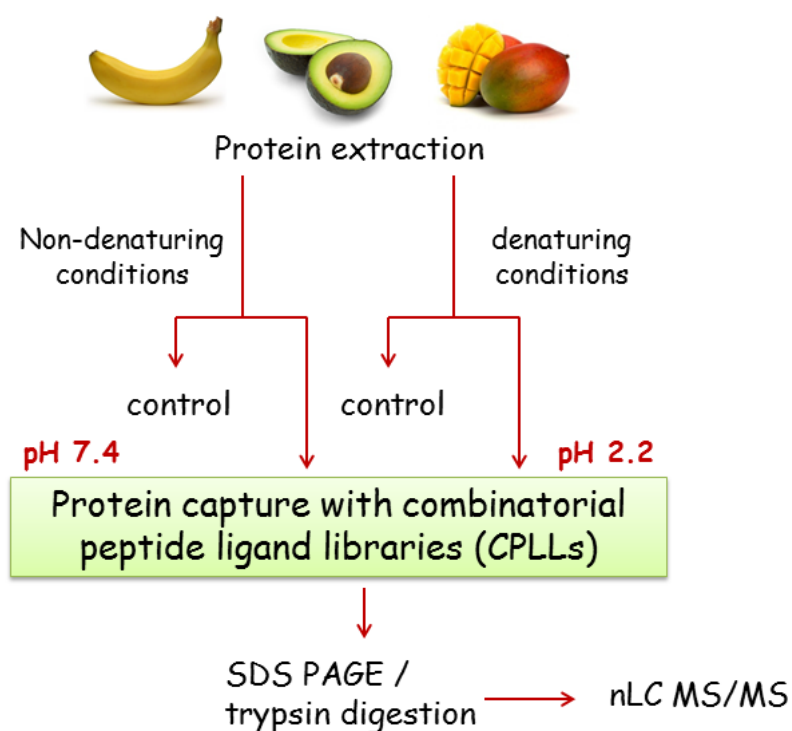 Protein extraction
Non-denaturing
conditions
denaturing
conditions
control
control
pH 7.4
pH 2.2
Protein capture with combinatorial
peptide ligand libraries (CPLLs)
SDS PAGE /
trypsin digestion
nLC MS/MS